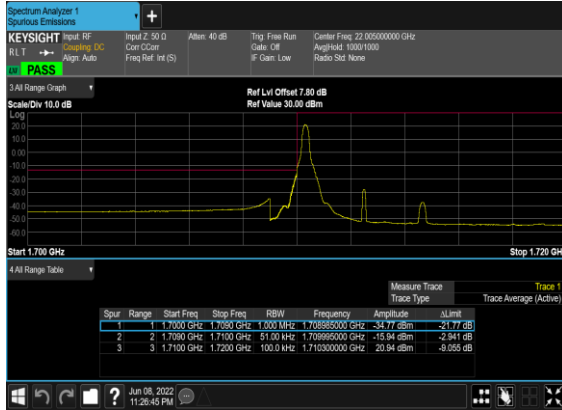 Spectrum Analyzer 1
Spurious Emissions
KEYSIGHT Input: RF Input Z: 50 Ω Atten: 40 dB Trig: Free Run Center Freq: 22.005000000 GHz
RLT Coupling: DC Corr CCorr Gate: Off Avg|Hold: 1000/1000
Align: Auto Freq Ref: Int (S) IF Gain: Low Radio Std: None
PASS
3 All Range Graph
Ref Lvl Offset 7.80 dB
Scale/Div 10.0 dB Ref Value 30.00 dBm
Log
20.0
10.0
0.00
-10.0
-20.0
-30.0
-40.0
-50.0
-60.0
Start 1.700 GHz Stop 1.720 GH
4 All Range Table
Measure Trace Trace 1
Trace Type Trace Average (Active)
Spur Range Start Freq Stop Freq RBW Frequency Amplitude ΔLimit
1 1 1.7000 GHz 1.7090 GHz 1.000 MHz 1.708985000 GHz -34.77 dBm -21.77 dB
2 2 1.7090 GHz 1.7100 GHz 51.00 kHz 1.709995000 GHz -15.94 dBm -2.941 dB
3 3 1.7100 GHz 1.7200 GHz 100.0 kHz 1.710300000 GHz 20.94 dBm -9.055 dB
?
Jun 08, 2022
11:26:45 PM